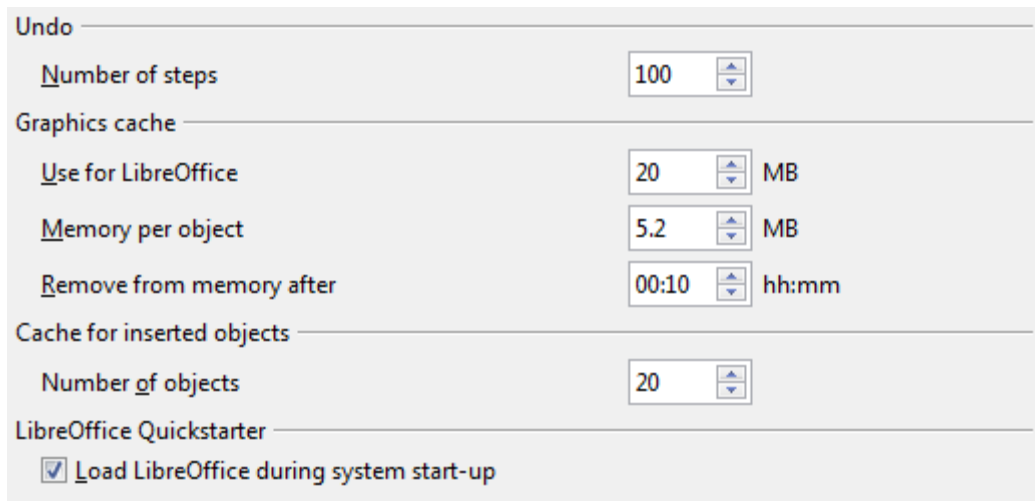 Undo
Number of steps 100
Graphics cache
Use for LibreOffice 20 MB
Memory per object 5.2 MB
Remove from memory after 00:10 hh:mm
Cache for inserted objects
Number of objects 20
LibreOffice Quickstarter
Load LibreOffice during system start-up